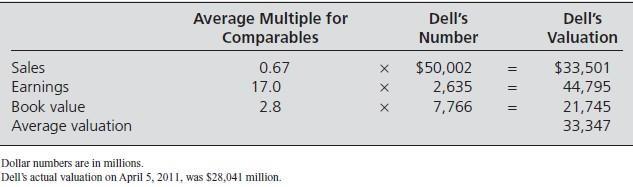 Average Multiple for Dell's Dell's
Comparables Number Valuation
Sales 0.67 × $50,002 = $33,501
Earnings 17.0 × 2,635 = 44,795
Book value 2.8 × 7,766 = 21,745
Average valuation 33,347
Dollar numbers are in millions.
Dell's actual valuation on April 5, 2011, was $28,041 million.